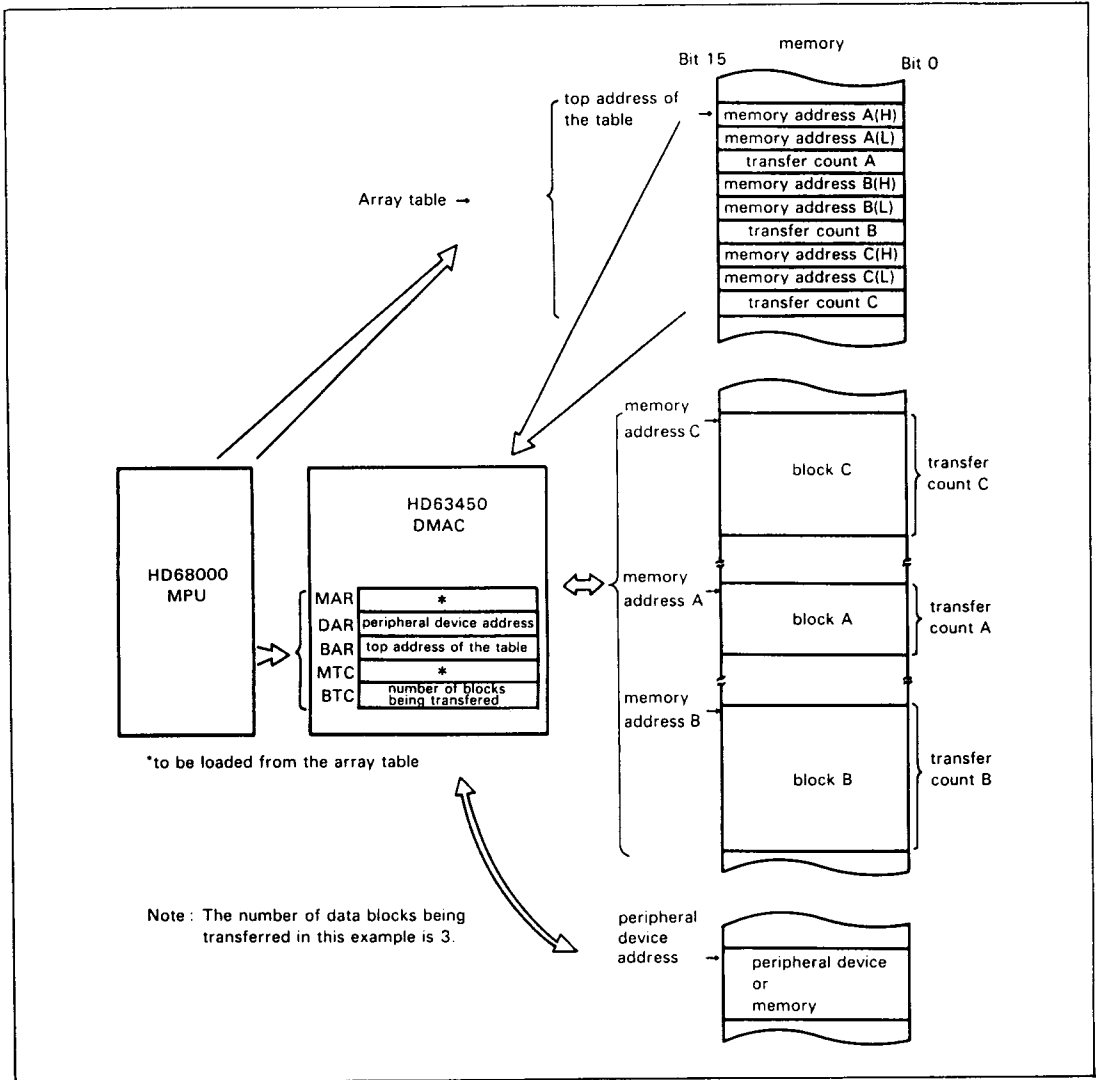 memory
Bit 15
Bit 0
top address of
the table
memory address A(H)
memory address A(L)
transfer count A
memory address B(H)
memory address B(L)
transfer count B
memory address C(H)
memory address C(L)
transfer count C
Array table
memory
address C
block C
transfer
count C
memory
address A
block A
transfer
count A
memory
address B
block B
transfer
count B
HD68000
MPU
HD63450
DMAC
MAR *
DAR peripheral device address
BAR top address of the table
MTC *
BTC number of blocks
being transfered
*to be loaded from the array table
Note : The number of data blocks being
transferred in this example is 3.
peripheral
device
address
peripheral device
or
memory